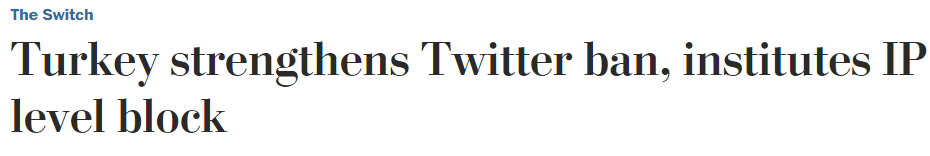 The Switch
Turkey strengthens Twitter ban, institutes IP
level block